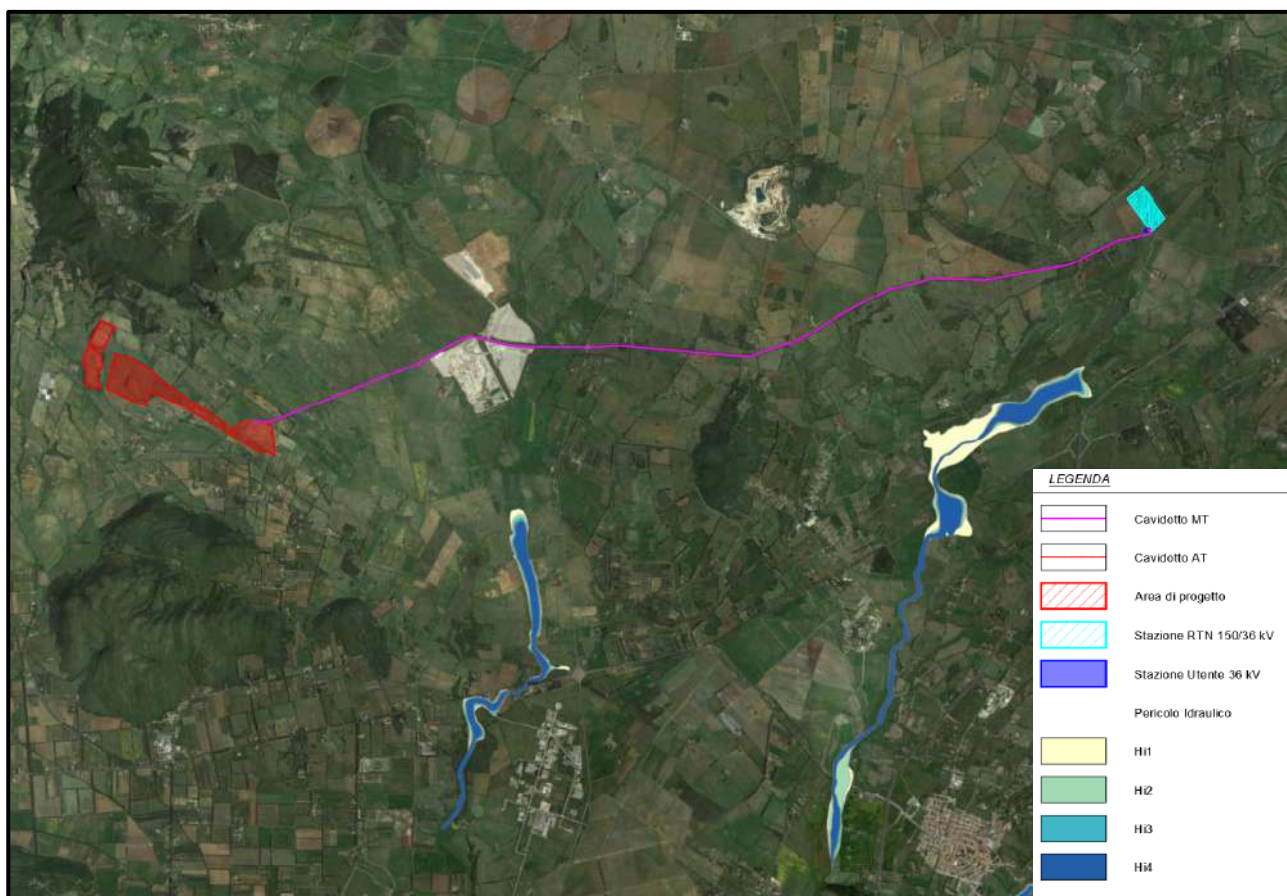 LEGENDA
Cavidotto MT
Cavidotto AT
Area di progetto
Stazione RTN 150/36 kV
Stazione Utente 36 kV
Pericolo Idraulico
Hi1
Hi2
Hi3
Hi4